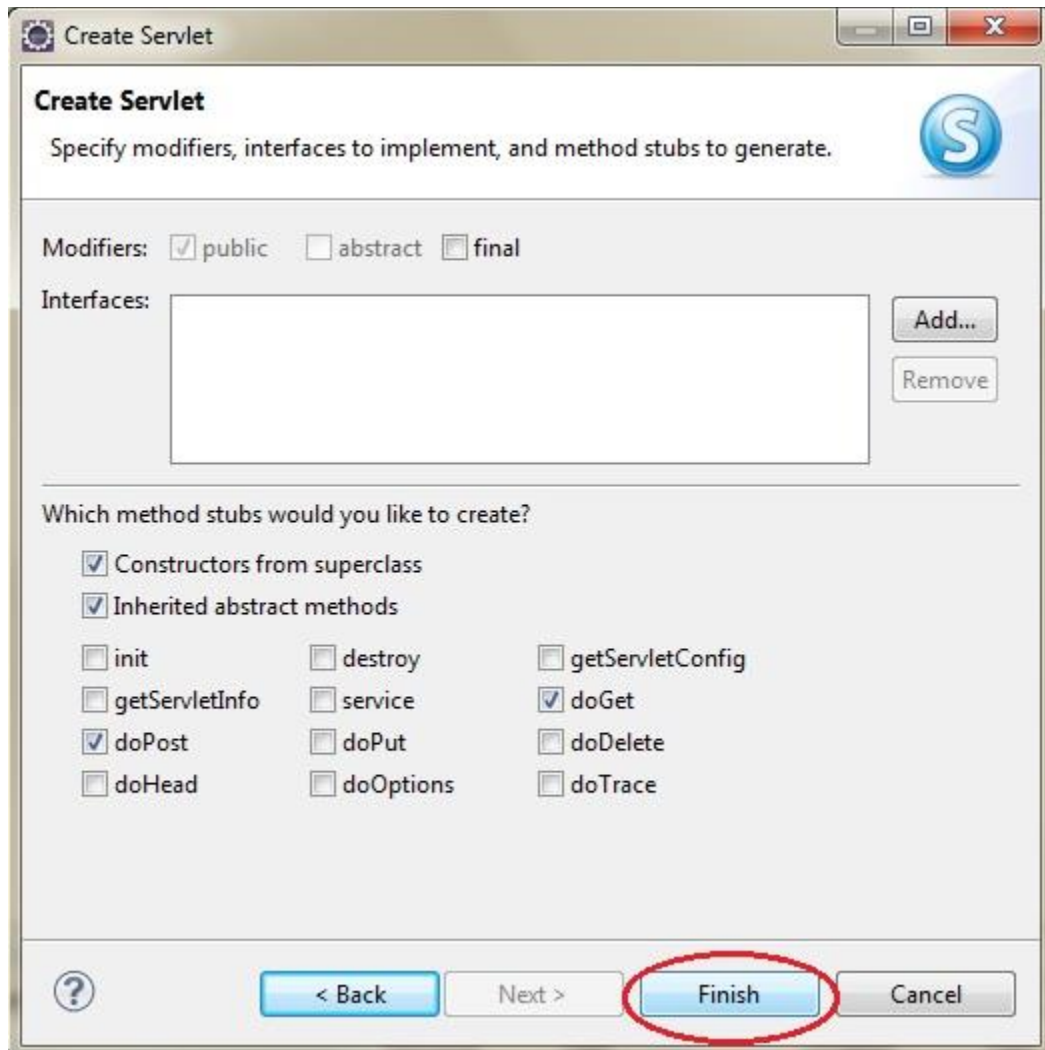 Create Servlet
Create Servlet
Specify modifiers, interfaces to implement, and method stubs to generate.
S
Modifiers: public abstract final
Interfaces:
Add...
Remove
Which method stubs would you like to create?
Constructors from superclass
Inherited abstract methods
init destroy getServletConfig
getServletInfo service doGet
doPost doPut doDelete
doHead doOptions doTrace
? < Back Next > Finish Cancel